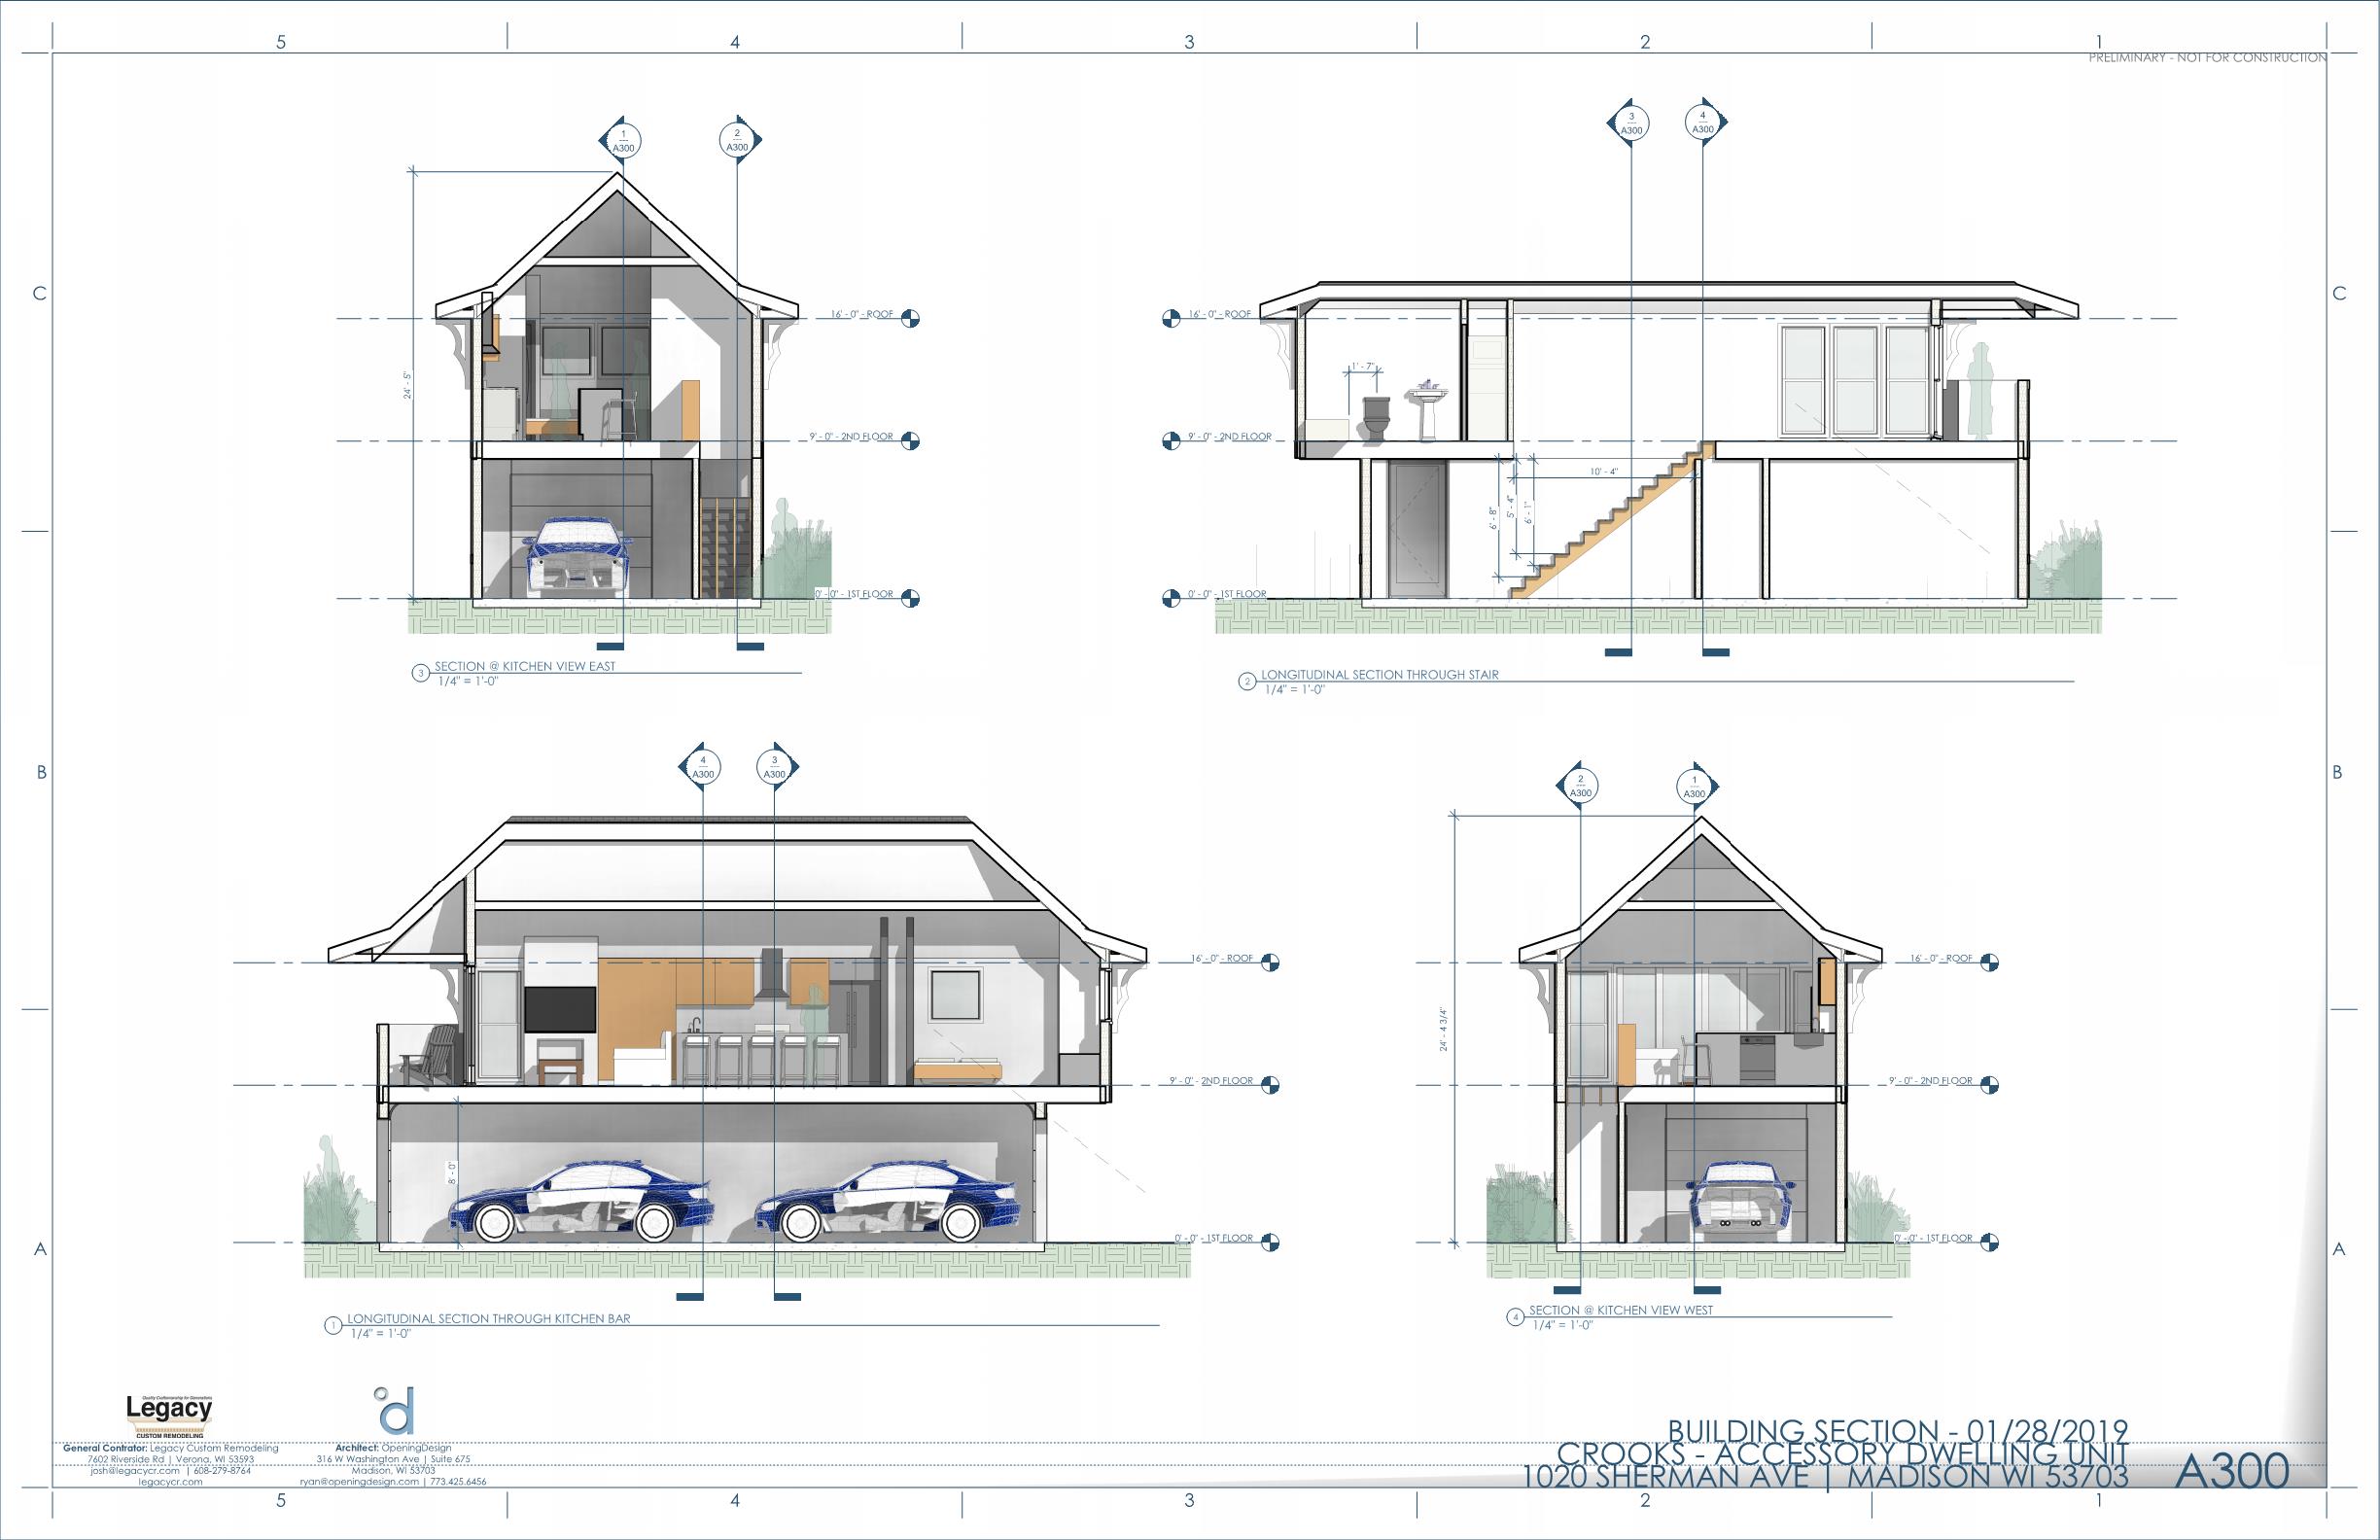 5 4 3 2 1
PRELIMINARY - NOT FOR CONSTRUCTION
C
C
1
A300
2
A300
24' - 5"
16' - 0" - ROOF
9' - 0" - 2ND FLOOR
0' - 0" - 1ST FLOOR
3
SECTION @ KITCHEN VIEW EAST
1/4" = 1'-0"
3
A300
4
A300
16' - 0" - ROOF
9' - 0" - 2ND FLOOR
0' - 0" - 1ST FLOOR
1' - 7"
10' - 4"
6' - 8"
5' - 4"
6' - 1"
2
LONGITUDINAL SECTION THROUGH STAIR
1/4" = 1'-0"
B
B
4
A300
3
A300
16' - 0" - ROOF
9' - 0" - 2ND FLOOR
8' - 0"
0' - 0" - 1ST FLOOR
1
LONGITUDINAL SECTION THROUGH KITCHEN BAR
1/4" = 1'-0"
2
A300
1
A300
24' - 4 3/4"
16' - 0" - ROOF
9' - 0" - 2ND FLOOR
0' - 0" - 1ST FLOOR
4
SECTION @ KITCHEN VIEW WEST
1/4" = 1'-0"
A
A
Quality Craftsmanship for Generations
Legacy
CUSTOM REMODELING
General Contrator: Legacy Custom Remodeling
7602 Riverside Rd | Verona, WI 53593
josh@legacycr.com | 608-279-8764
legacycr.com
d
Architect: OpeningDesign
316 W Washington Ave | Suite 675
Madison, WI 53703
ryan@openingdesign.com | 773.425.6456
BUILDING SECTION - 01/28/2019
CROOKS - ACCESSORY DWELLING UNIT
1020 SHERMAN AVE | MADISON WI 53703
A300
5 4 3 2 1